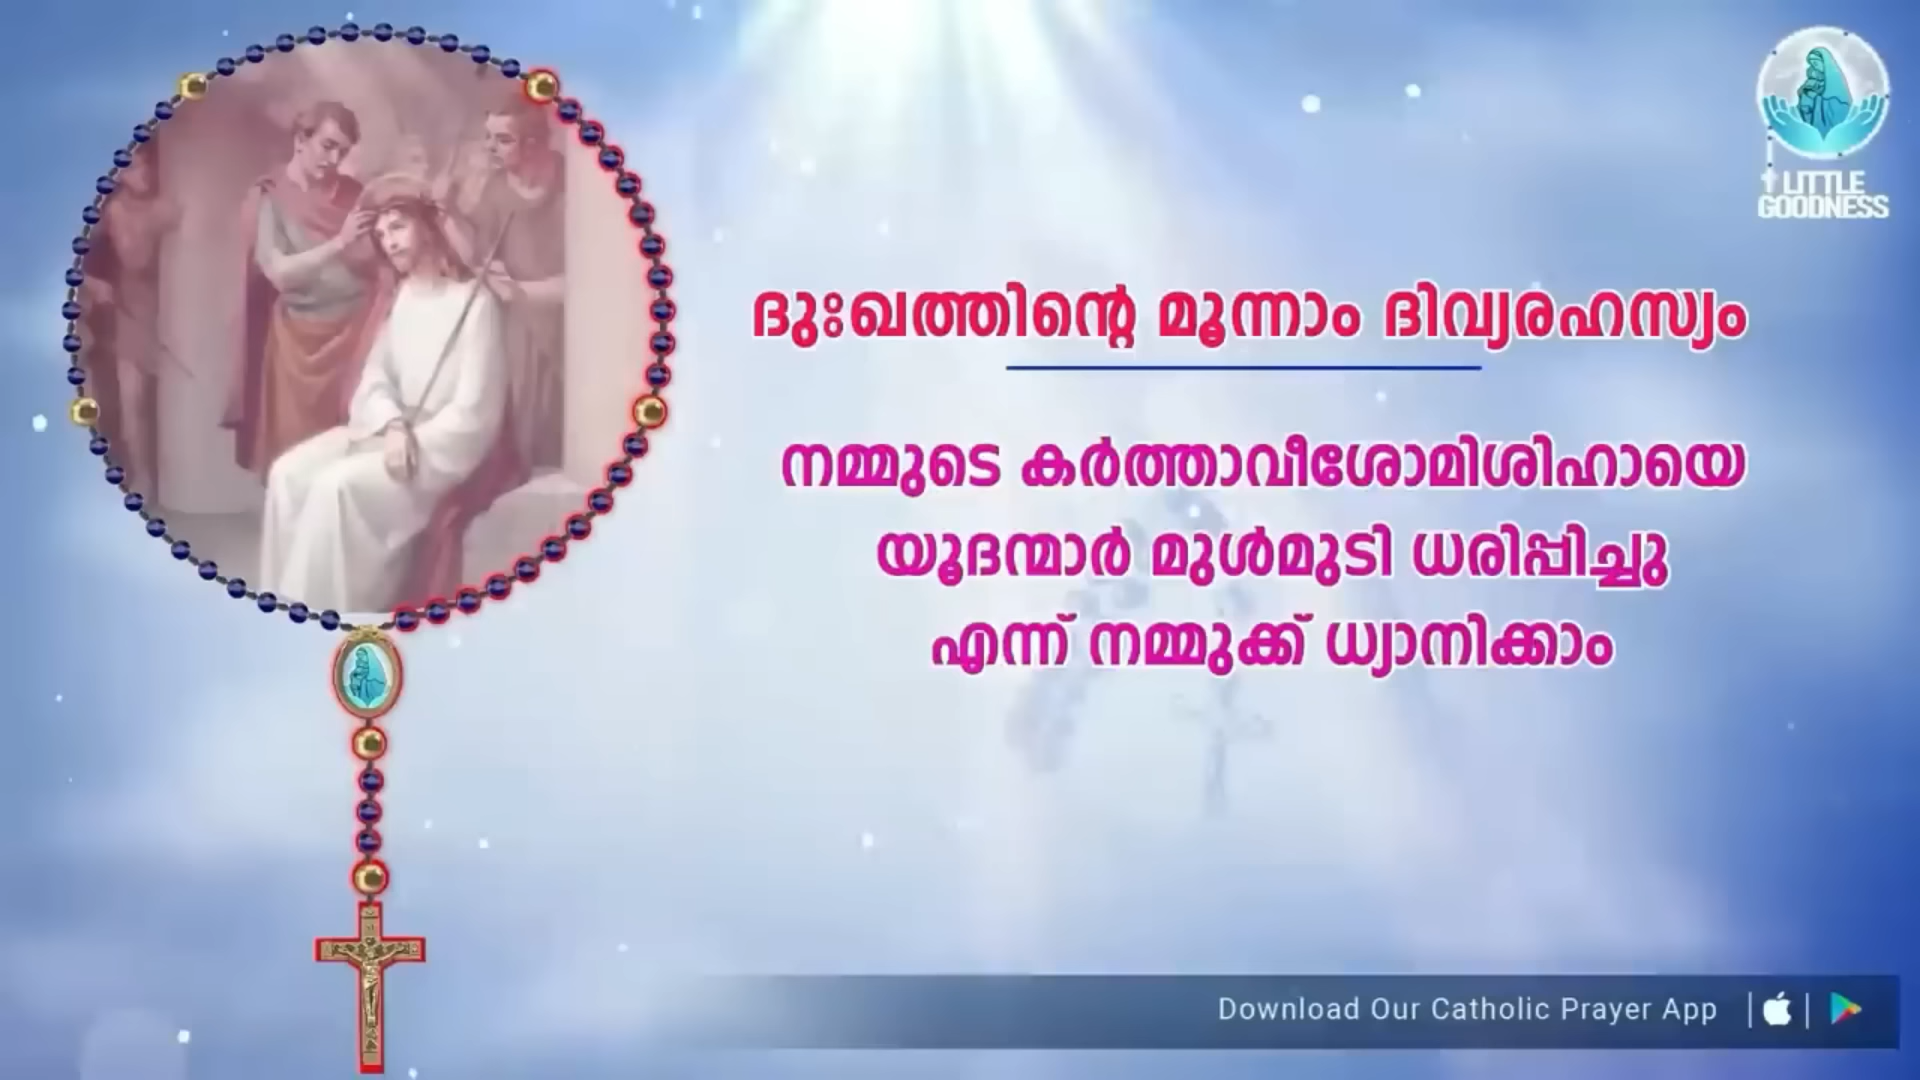 LITTLE
GOODNESS
ദുഃഖത്തിന്റെ മൂന്നാം ദിവ്യരഹസ്യം
നമ്മുടെ കർത്താവീശോമിശിഹായെ
യൂദന്മാർ മുൾമുടി ധരിപ്പിച്ചു
എന്ന് നമ്മുക്ക് ധ്യാനിക്കാം
Download Our Catholic Prayer App